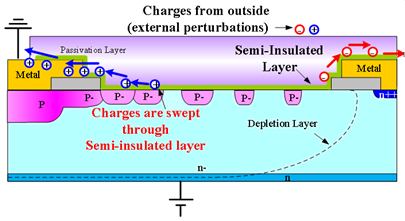 Charges from outside
(external perturbations)
Passivation Layer
Semi-Insulated
Layer
Metal
Metal
P
P-
P-
P-
P-
P-
P-
n++
Charges are swept
through
Semi-insulated layer
Depletion Layer
n-
n